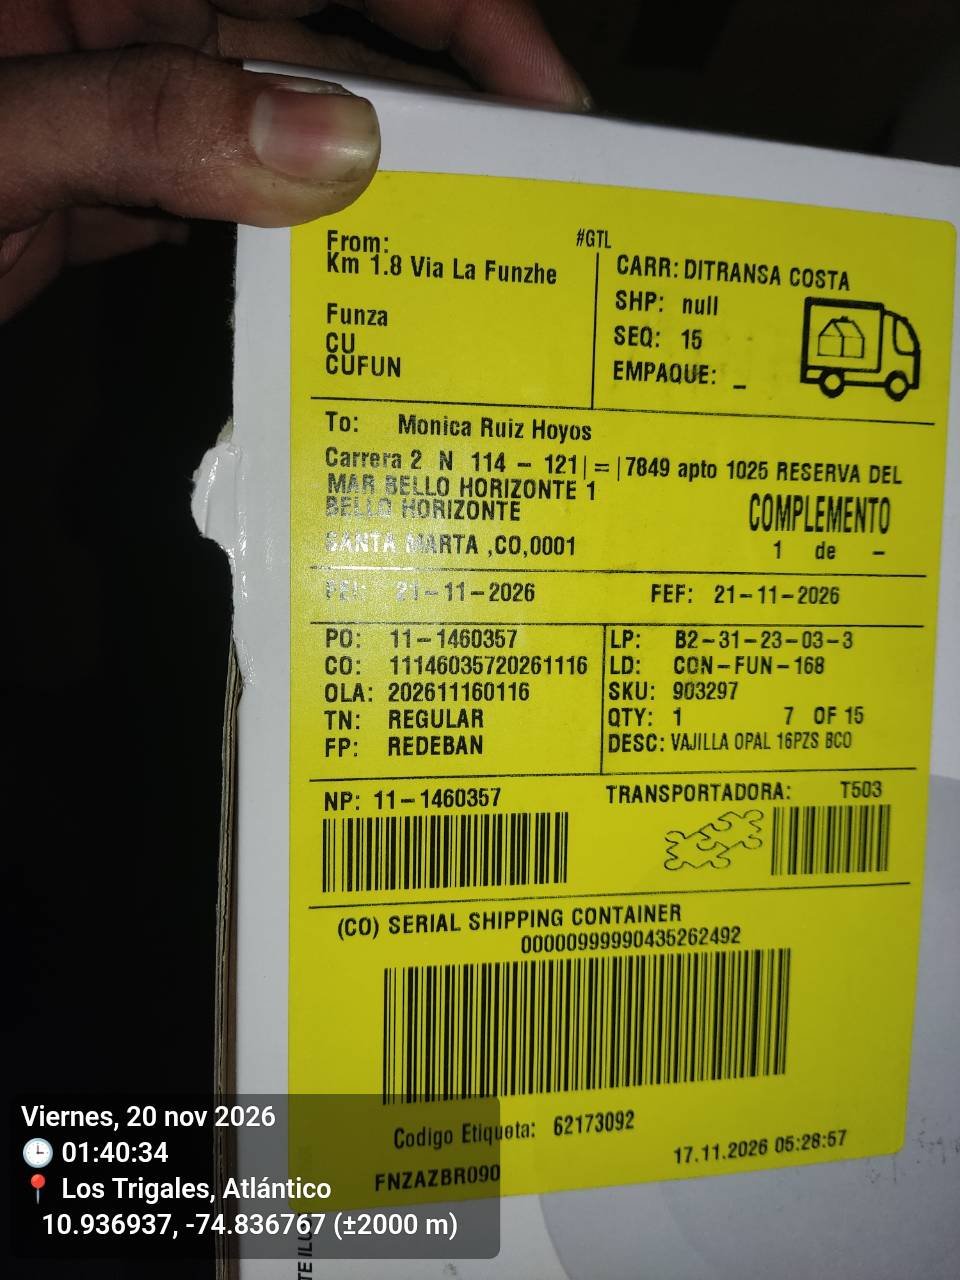 #GTL
From:
Km 1.8 Via La Funzhe
Funza
CU
CUFUN
CARR: DITRANSA COSTA
SHP: null
SEQ: 15
EMPAQUE: _
To: Monica Ruiz Hoyos
Carrera 2 N 114 - 121|=|7849 apto 1025 RESERVA DEL
MAR BELLO HORIZONTE 1
BELLO HORIZONTE
COMPLEMENTO
SANTA MARTA ,CO,0001
1 de -
21-11-2026
FEF: 21-11-2026
PO: 11-1460357
CO: 11146035720261116
OLA: 202611160116
TN: REGULAR
FP: REDEBAN
LP: B2-31-23-03-3
LD: CON-FUN-168
SKU: 903297
QTY: 1 7 OF 15
DESC: VAJILLA OPAL 16PZS BCO
NP: 11-1460357
TRANSPORTADORA: T503
(CO) SERIAL SHIPPING CONTAINER
00000999990435262492
Codigo Etiqueta: 62173092
17.11.2026 05:28:57
FNZAZBR090
Viernes, 20 nov 2026
01:40:34
Los Trigales, Atlántico
10.936937, -74.836767 (±2000 m)